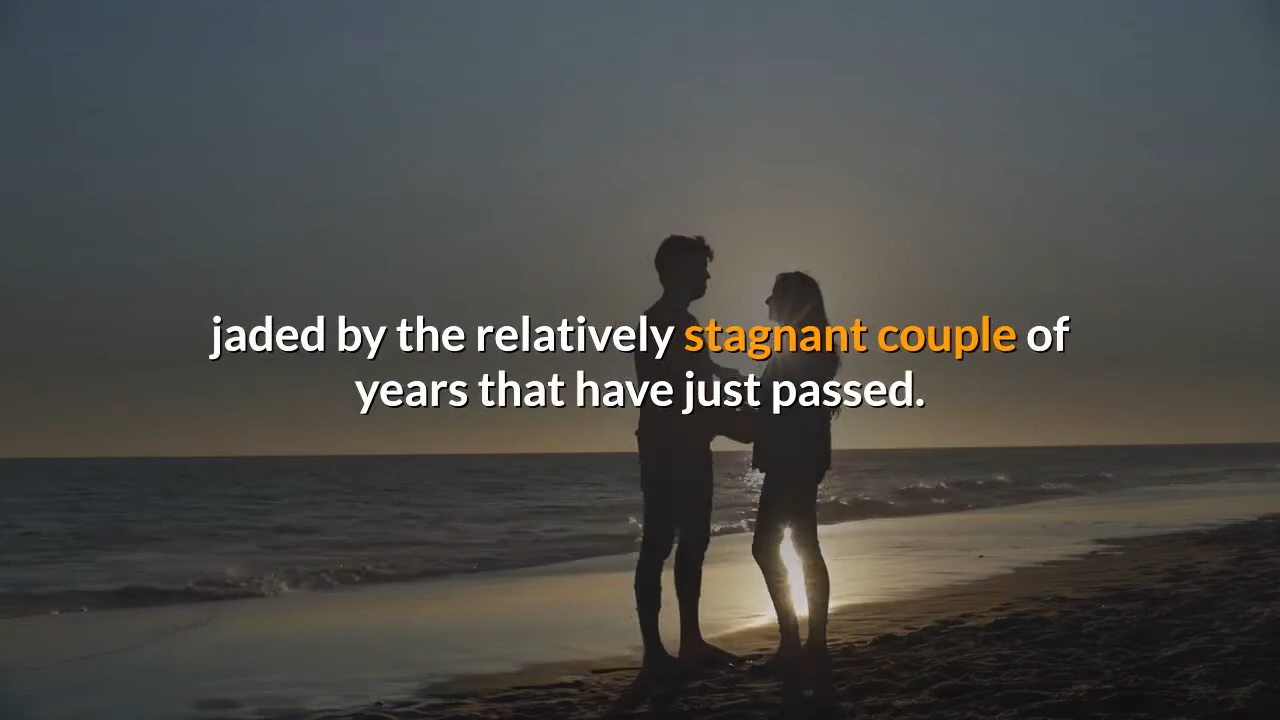 jaded by the relatively stagnant couple of
years that have just passed.